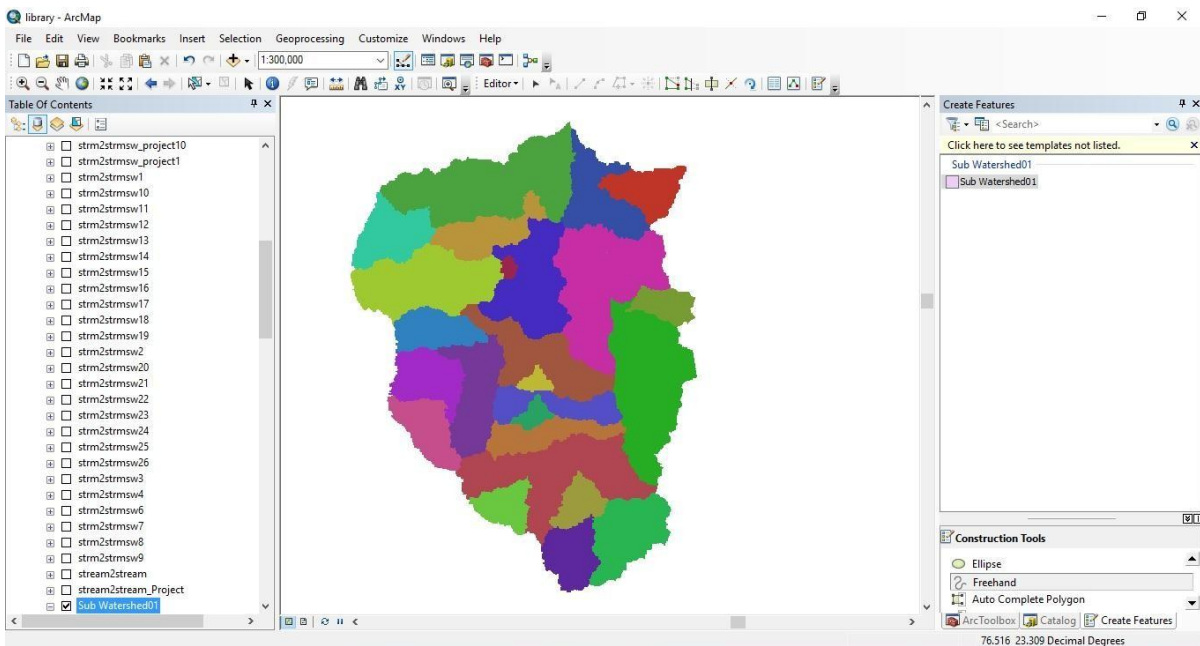 library - ArcMap
File Edit View Bookmarks Insert Selection Geoprocessing Customize Windows Help
1:300,000
Editor
Table Of Contents
strm2strmsw_project10
strm2strmsw_project1
strm2strmsw1
strm2strmsw10
strm2strmsw11
strm2strmsw12
strm2strmsw13
strm2strmsw14
strm2strmsw15
strm2strmsw16
strm2strmsw17
strm2strmsw18
strm2strmsw19
strm2strmsw2
strm2strmsw20
strm2strmsw21
strm2strmsw22
strm2strmsw23
strm2strmsw24
strm2strmsw25
strm2strmsw26
strm2strmsw3
strm2strmsw4
strm2strmsw6
strm2strmsw7
strm2strmsw8
strm2strmsw9
stream2stream
stream2stream_Project
Sub Watershed01
Create Features
<Search>
Click here to see templates not listed.
Sub Watershed01
Sub Watershed01
Construction Tools
Ellipse
Freehand
Auto Complete Polygon
ArcToolbox Catalog Create Features
76.516 23.309 Decimal Degrees